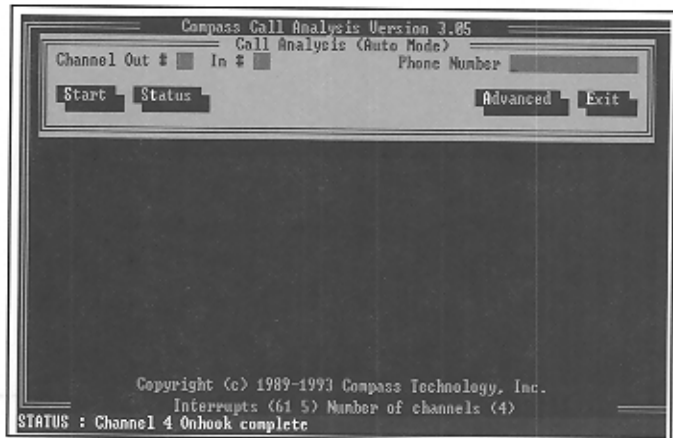 Compass Call Analysis Version 3.05
Call Analysis (Auto Mode)
Channel Out # In # Phone Number
Start Status Advanced Exit
Copyright (c) 1989-1993 Compass Technology, Inc.
Interrupts (61 5) Number of channels (4)
STATUS : Channel 4 Onhook complete